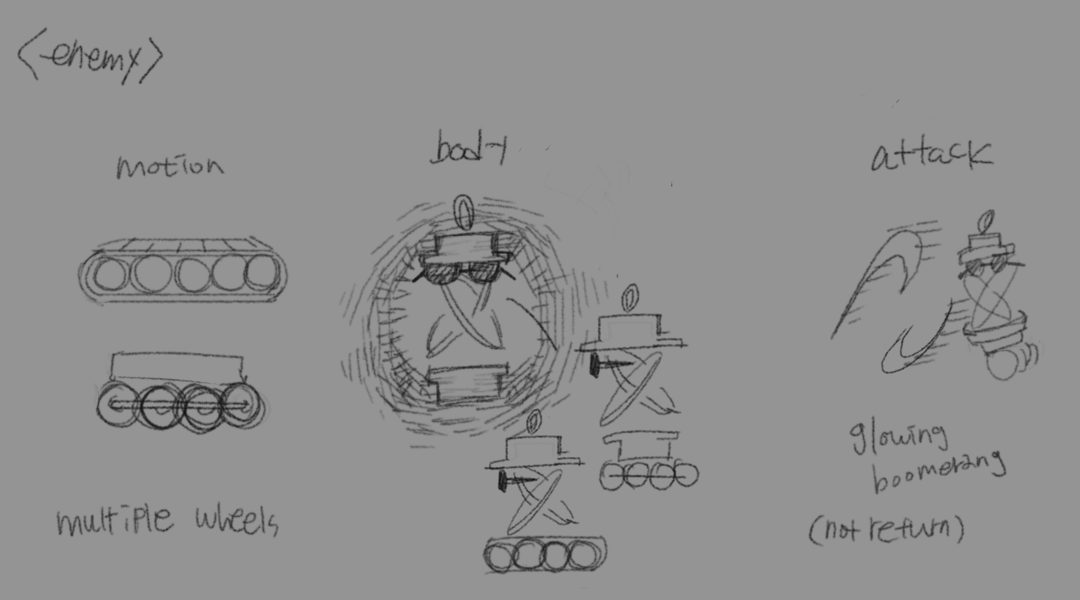 <enemy>
motion
body
attack
multiple wheels
glowing
boomerang
(not return)